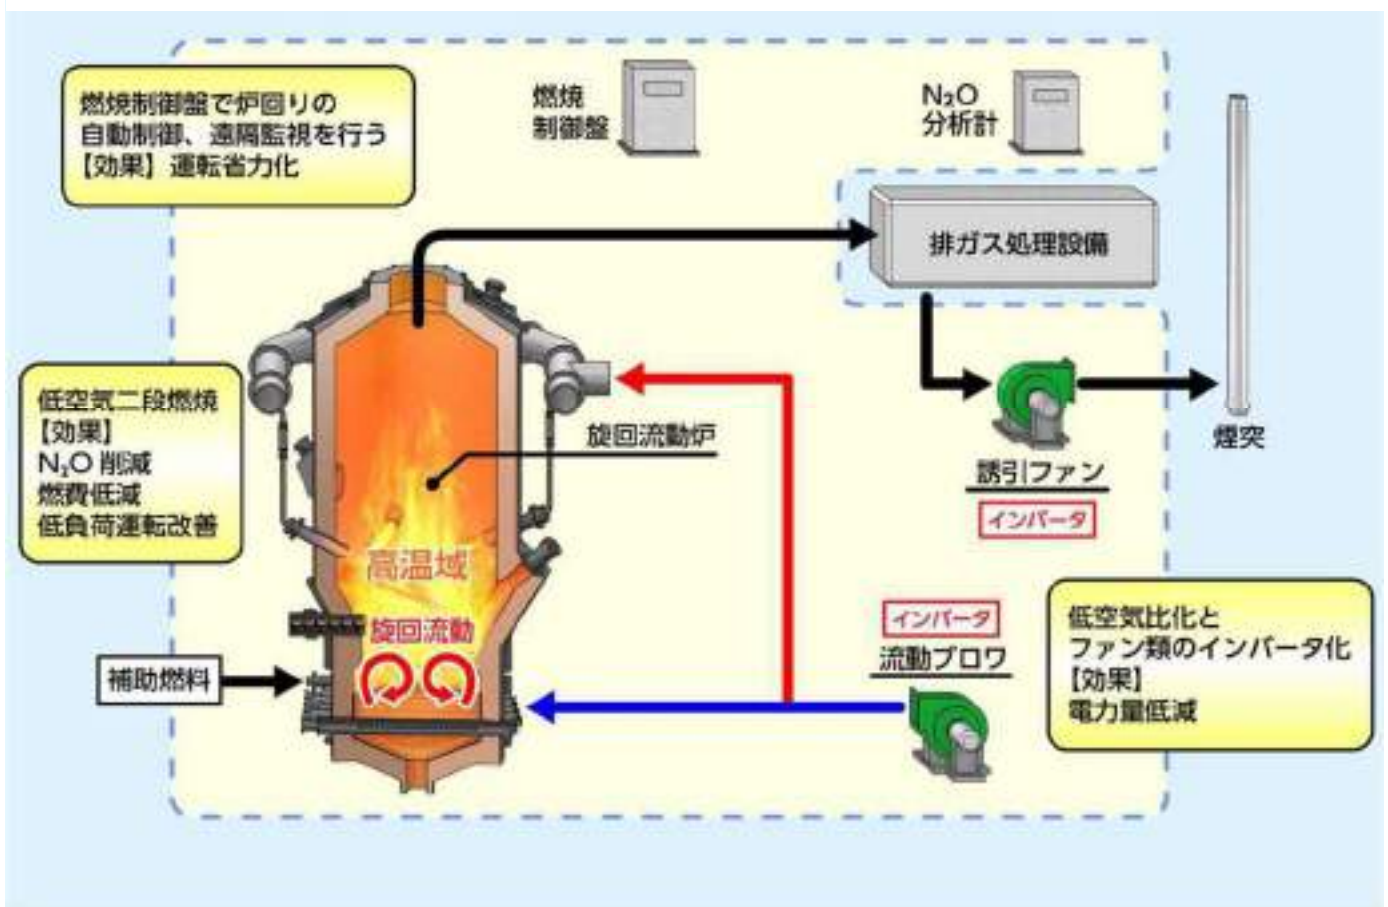 燃焼制御盤で炉回りの
自動制御、遠隔監視を行う
【効果】運転省力化
燃焼
制御盤
N₂O
分析計
排ガス処理設備
低空気二段燃焼
【効果】
N₂O 削減
燃費低減
低負荷運転改善
旋回流動炉
誘引ファン
インバータ
煙突
高温域
旋回流動
補助燃料
インバータ
流動ブロワ
低空気比化と
ファン類のインバータ化
【効果】
電力量低減